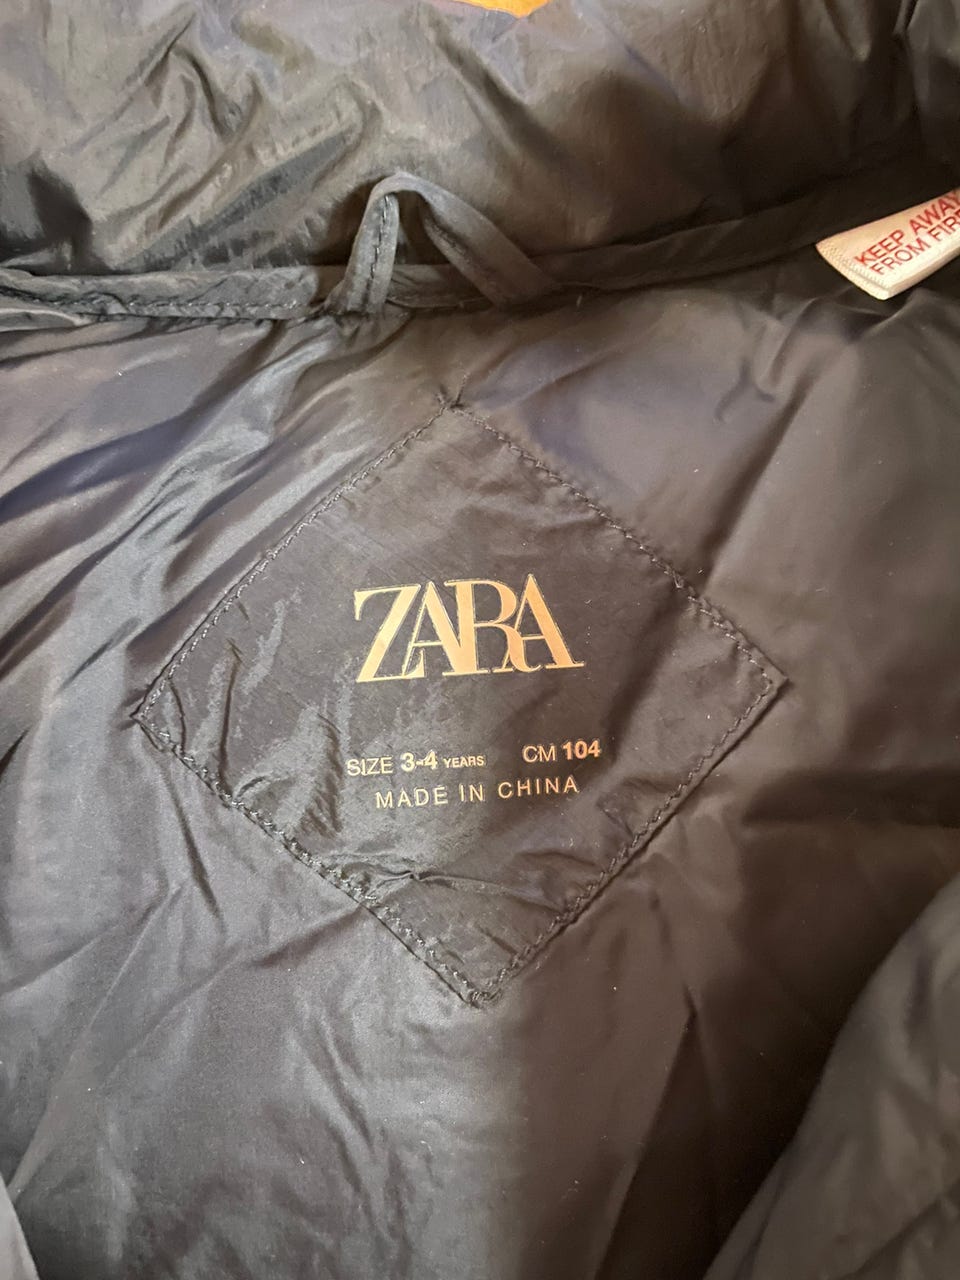 KEEP AWAY
FROM FIRE
ZARA
SIZE 3-4 YEARS CM 104
MADE IN CHINA